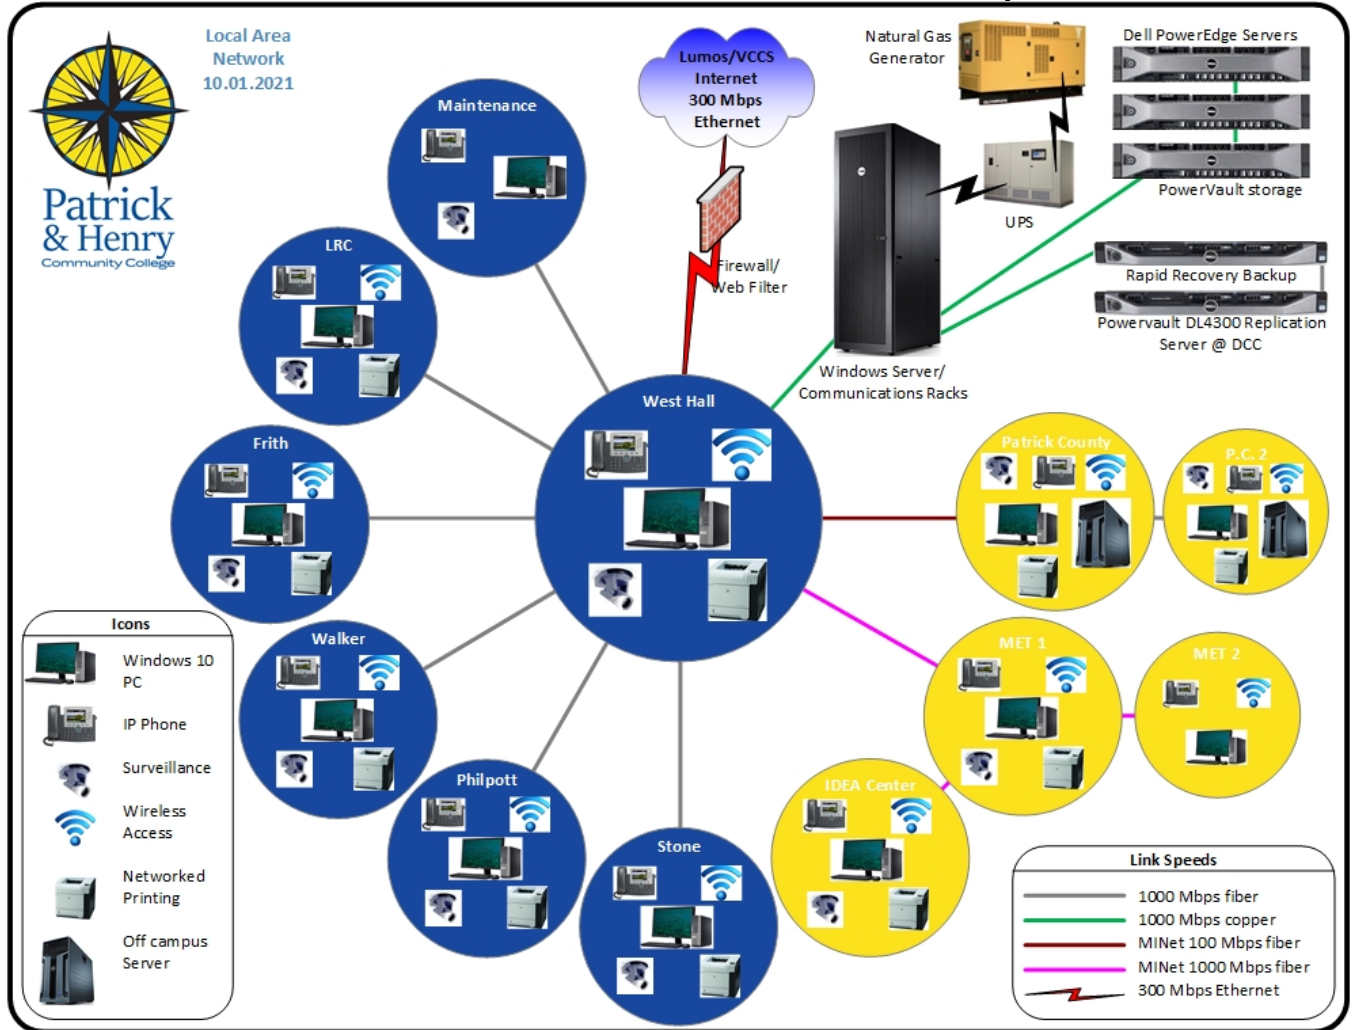 Local Area
Network
10.01.2021
Patrick
& Henry
Community College
Maintenance
LRC
Frith
Walker
Philpott
Stone
West Hall
Lumos/VCCS
Internet
300 Mbps
Ethernet
Firewall/
Web Filter
Natural Gas
Generator
UPS
Windows Server/
Communications Racks
Dell PowerEdge Servers
PowerVault storage
Rapid Recovery Backup
Powervault DL4300 Replication
Server @ DCC
Patrick County
P.C. 2
MET 1
MET 2
IDEA Center
Icons
Windows 10
PC
IP Phone
Surveillance
Wireless
Access
Networked
Printing
Off campus
Server
Link Speeds
1000 Mbps fiber
1000 Mbps copper
MINet 100 Mbps fiber
MINet 1000 Mbps fiber
300 Mbps Ethernet